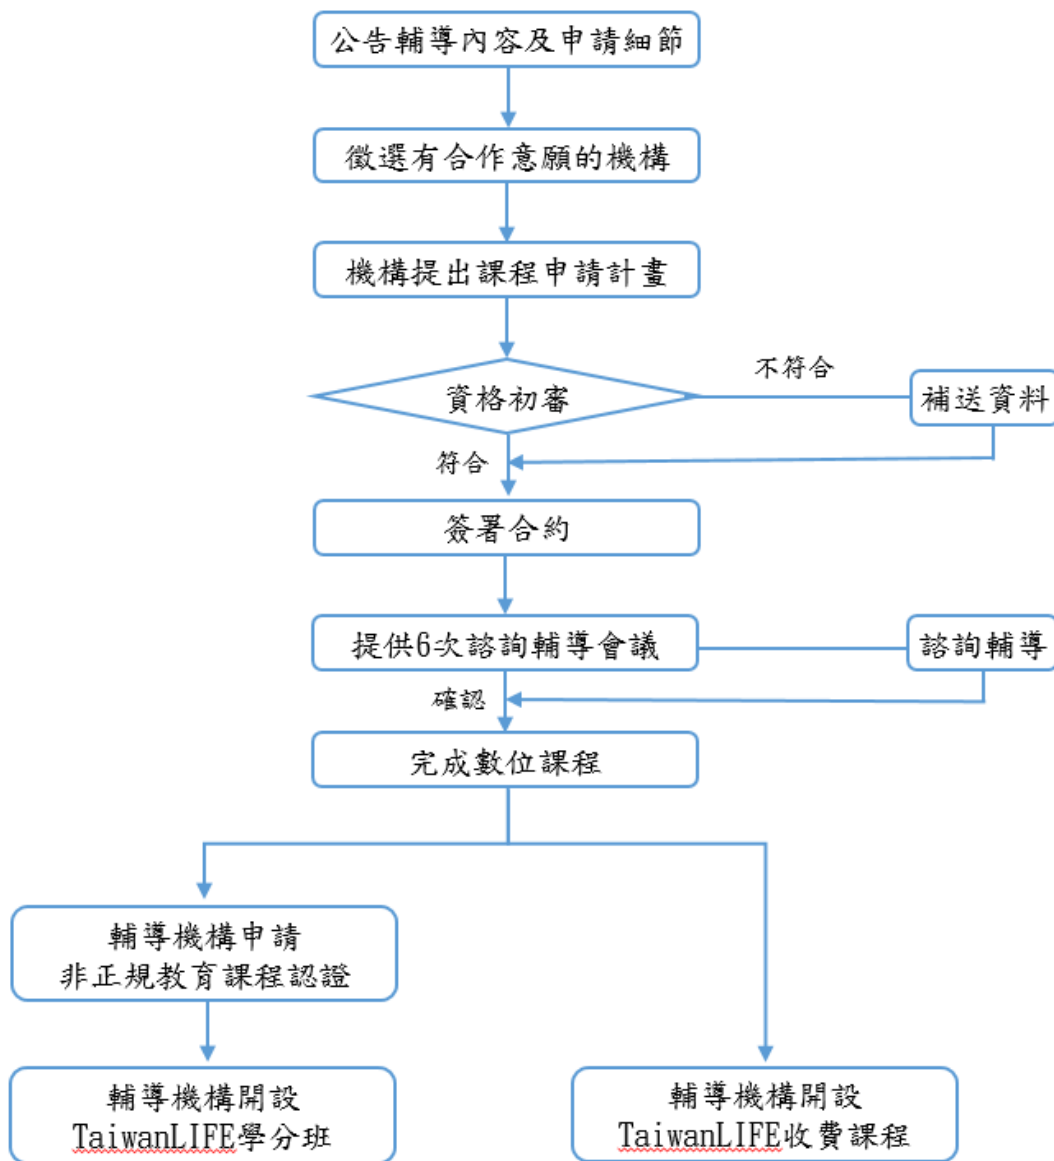 公告輔導內容及申請細節
徵選有合作意願的機構
機構提出課程申請計畫
資格初審
不符合
補送資料
符合
簽署合約
提供6次諮詢輔導會議
諮詢輔導
確認
完成數位課程
輔導機構申請
非正規教育課程認證
輔導機構開設
TaiwanLIFE學分班
輔導機構開設
TaiwanLIFE收費課程